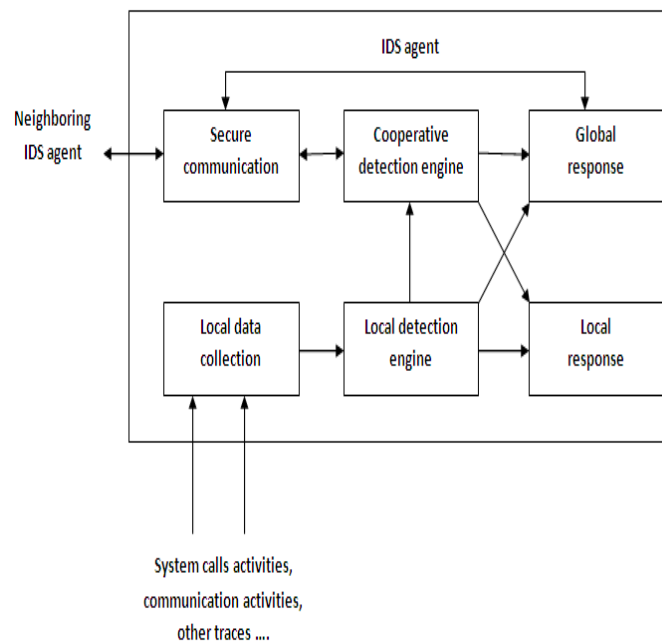 IDS agent
Neighboring
IDS agent
Secure
communication
Cooperative
detection engine
Global
response
Local data
collection
Local detection
engine
Local
response
System calls activities,
communication activities,
other traces ....